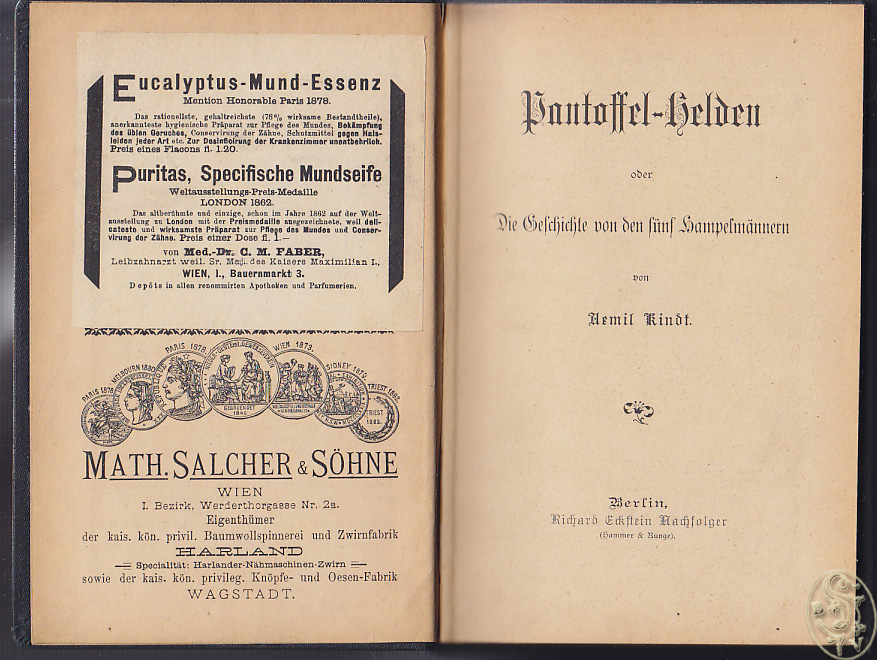 Eucalyptus-Mund-Essenz
Mention Honorable Paris 1878.
Das rationellste, gehaltreichste (76% wirksame Bestandtheile),
anerkannteste hygienische Präparat zur Pflege des Mundes, Bekämpfung
des üblen Geruches, Conservirung der Zähne, Schutzmittel gegen Hals-
leiden jeder Art etc. Zur Desinficirung der Krankenzimmer unentbehrlich.
Preis eines Flacons fl. 1.20.
Puritas, Specifische Mundseife
Weltausstellungs-Preis-Medaille
LONDON 1862.
Das altberühmte und einzige, schon im Jahre 1862 auf der Welt-
ausstellung zu London mit der Preismedaille ausgezeichnete, weil deli-
cateste und wirksamste Präparat zur Pflege des Mundes und Conser-
virung der Zähne. Preis einer Dose fl. 1.—
von Med.-Dr. C. M. FABER,
Leibzahnarzt weil. Sr. Maj. des Kaisers Maximilian I.,
WIEN, I., Bauernmarkt 3.
Depôts in allen renommirten Apotheken und Parfumerien.
PARIS 1878. MELBOURN 1880. PARIS 1878. WIEN 1873. SIDNEY 1879. TRIEST 1882.
GEGRUENDET
TRIEST
1882.
MATH. SALCHER & SÖHNE
WIEN
I. Bezirk, Werderthorgasse Nr. 2a.
Eigenthümer
der kais. kön. privil. Baumwollspinnerei und Zwirnfabrik
HARLAND
Specialität: Harlander-Nähmaschinen-Zwirn
sowie der kais. kön. privileg. Knöpfe- und Oesen-Fabrik
WAGSTADT.
Pantoffel-Helden
oder
Die Geschichte von den fünf Hampelmännern
von
Aemil Kindt.
Berlin,
Richard Eckstein Nachfolger
(Hammer & Runge).